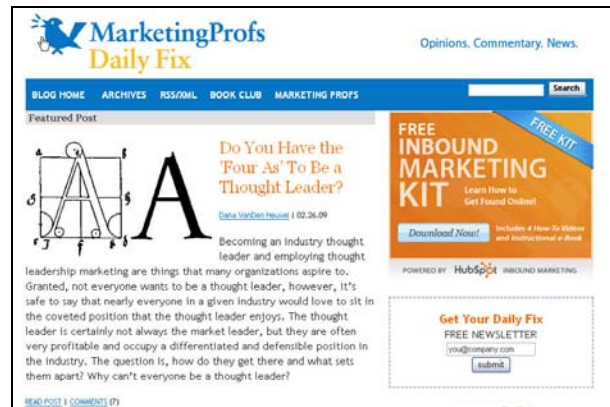 MarketingProfs
Daily Fix
Opinions. Commentary. News.
BLOG HOME ARCHIVES RSS/XML BOOK CLUB MARKETING PROFS
Search
Featured Post
Do You Have the
'Four As' To Be a
Thought Leader?
Dana VanDen Heuvel | 02.26.09
Becoming an industry thought
leader and employing thought
leadership marketing are things that many organizations aspire to.
Granted, not everyone wants to be a thought leader, however, it's
safe to say that nearly everyone in a given industry would love to sit in
the coveted position that the thought leader enjoys. The thought
leader is certainly not always the market leader, but they are often
very profitable and occupy a differentiated and defensible position in
the industry. The question is, how do they get there and what sets
them apart? Why can't everyone be a thought leader?
READ POST | COMMENTS (7)
FREE KIT
FREE
INBOUND
MARKETING
KIT
Learn How to
Get Found Online!
Download Now!
Includes 4 How-To Videos
and Instructional e-Book
POWERED BY HubSpot INBOUND MARKETING
Get Your Daily Fix
FREE NEWSLETTER
you@company.com
submit